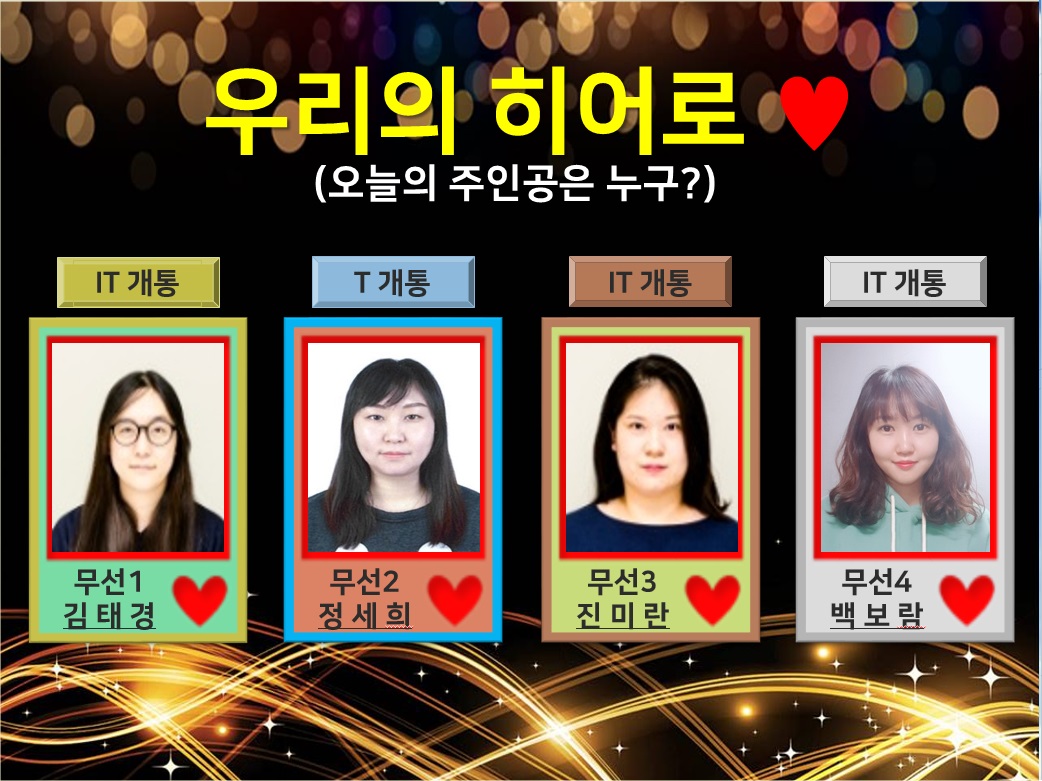 우리의 히어로 ♥
(오늘의 주인공은 누구?)
IT 개통
T 개통
IT 개통
IT 개통
무선1
김 태 경
무선2
정 세 희
무선3
진 미 란
무선4
백 보 람